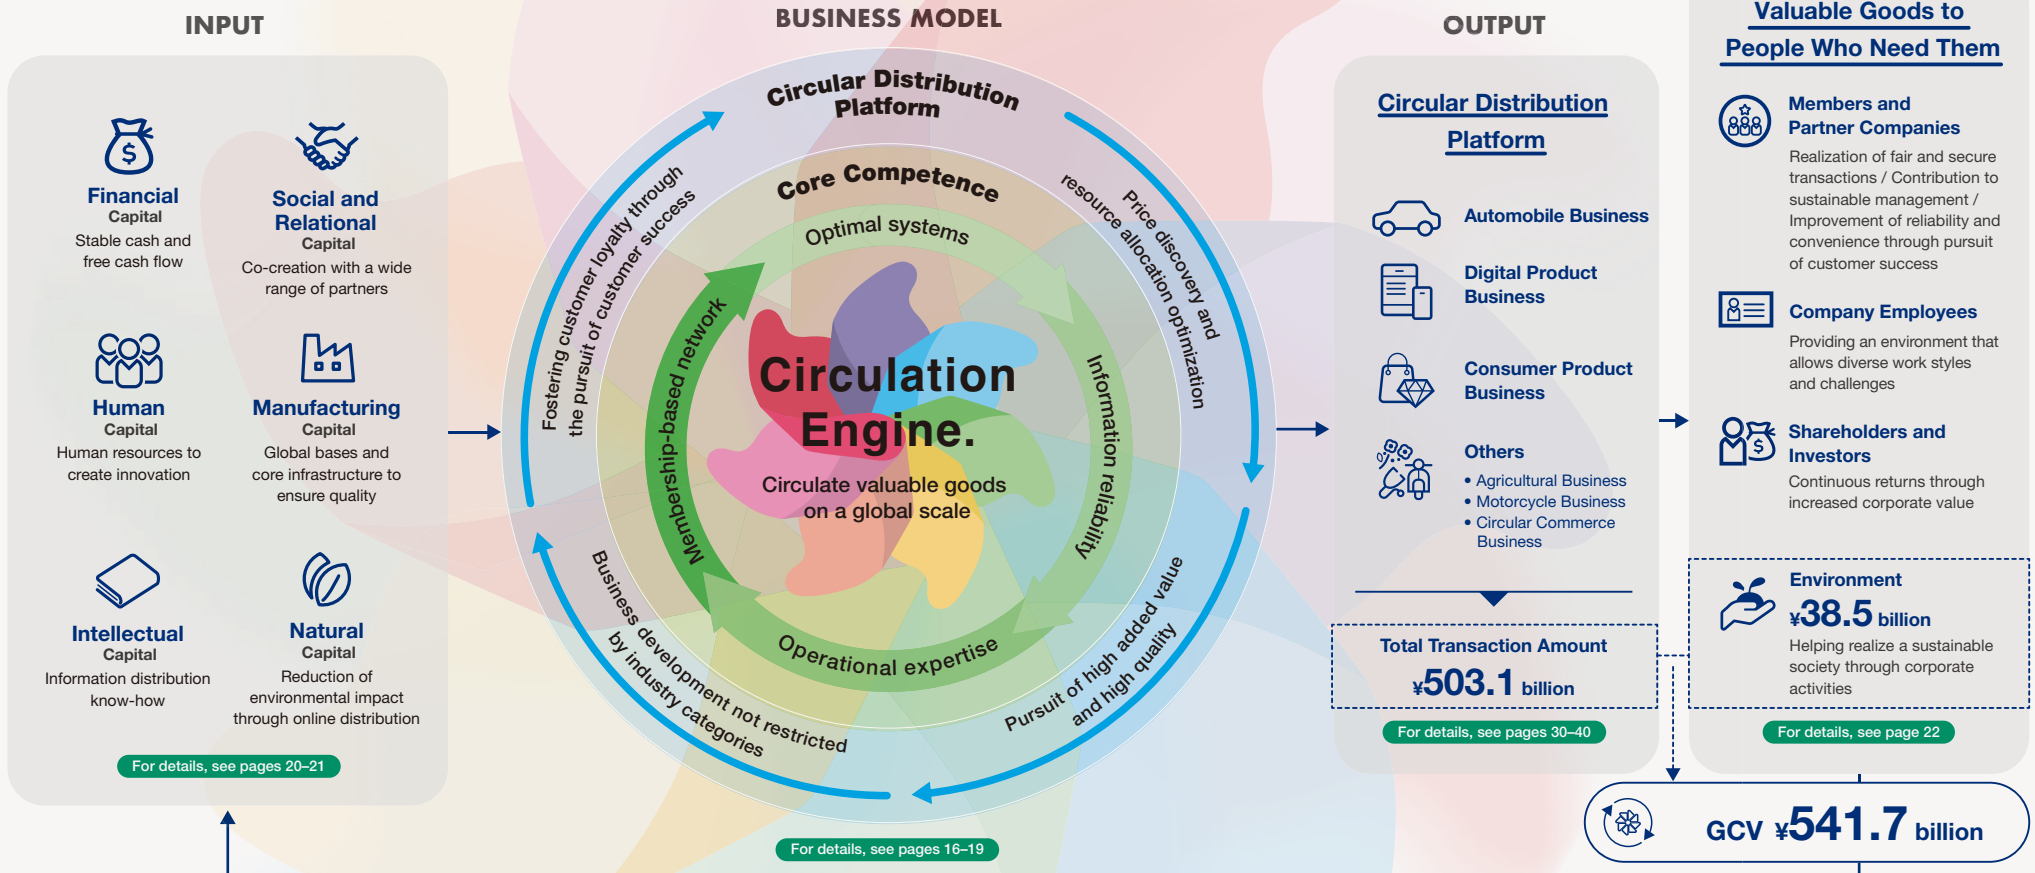 INPUT
Financial
Capital
Stable cash and
free cash flow
Social and
Relational
Capital
Co-creation with a wide
range of partners
Human
Capital
Human resources to
create innovation
Manufacturing
Capital
Global bases and
core infrastructure to
ensure quality
Intellectual
Capital
Information distribution
know-how
Natural
Capital
Reduction of
environmental impact
through online distribution
For details, see pages 20–21
BUSINESS MODEL
Circular Distribution
Platform
Fostering customer loyalty through
the pursuit of customer success
Price discovery and
resource allocation optimization
Pursuit of high added value
and high quality
Business development not restricted
by industry categories
Core Competence
Optimal systems
Information reliability
Operational expertise
Membership-based network
Circulation
Engine.
Circulate valuable goods
on a global scale
For details, see pages 16–19
OUTPUT
Circular Distribution
Platform
Automobile Business
Digital Product
Business
Consumer Product
Business
Others
• Agricultural Business
• Motorcycle Business
• Circular Commerce
Business
Total Transaction Amount
¥503.1 billion
For details, see pages 30–40
Valuable Goods to
People Who Need Them
Members and
Partner Companies
Realization of fair and secure
transactions / Contribution to
sustainable management /
Improvement of reliability and
convenience through pursuit
of customer success
Company Employees
Providing an environment that
allows diverse work styles
and challenges
Shareholders and
Investors
Continuous returns through
increased corporate value
Environment
¥38.5 billion
Helping realize a sustainable
society through corporate
activities
For details, see page 22
GCV ¥541.7 billion